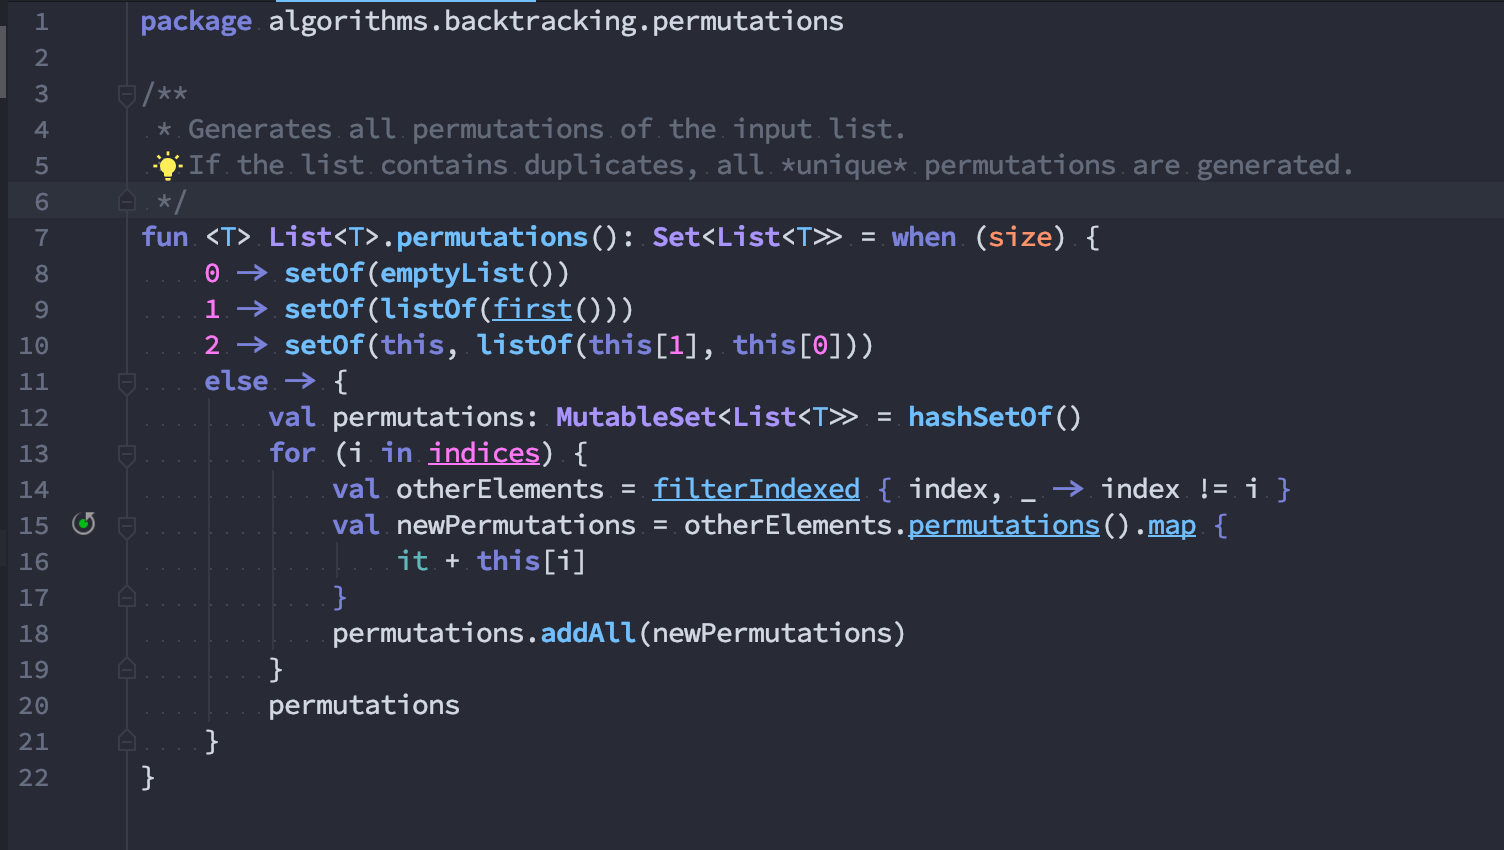 1 package algorithms.backtracking.permutations
2
3 /**
4  * Generates all permutations of the input list.
5 If the list contains duplicates, all *unique* permutations are generated.
6  */
7 fun <T> List<T>.permutations(): Set<List<T>> = when (size) {
8     0 -> setOf(emptyList())
9     1 -> setOf(listOf(first()))
10     2 -> setOf(this, listOf(this[1], this[0]))
11     else -> {
12         val permutations: MutableSet<List<T>> = hashSetOf()
13         for (i in indices) {
14             val otherElements = filterIndexed { index, _ -> index != i }
15             val newPermutations = otherElements.permutations().map {
16                 it + this[i]
17             }
18             permutations.addAll(newPermutations)
19         }
20         permutations
21     }
22 }